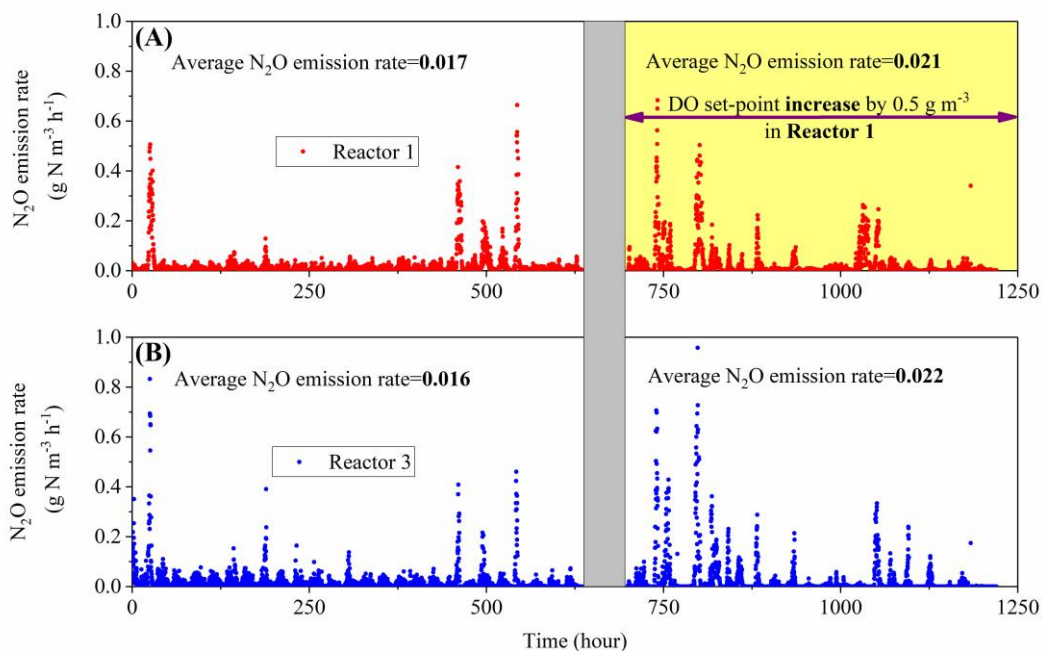 (A)
Average N₂O emission rate=0.017
Average N₂O emission rate=0.021
DO set-point increase by 0.5 g m⁻³
in Reactor 1
Reactor 1
N₂O emission rate
(g N m⁻³ h⁻¹)
1.0
0.8
0.6
0.4
0.2
0.0
0 250 500 750 1000 1250
(B)
Average N₂O emission rate=0.016
Average N₂O emission rate=0.022
Reactor 3
N₂O emission rate
(g N m⁻³ h⁻¹)
1.0
0.8
0.6
0.4
0.2
0.0
0 250 500 750 1000 1250
Time (hour)